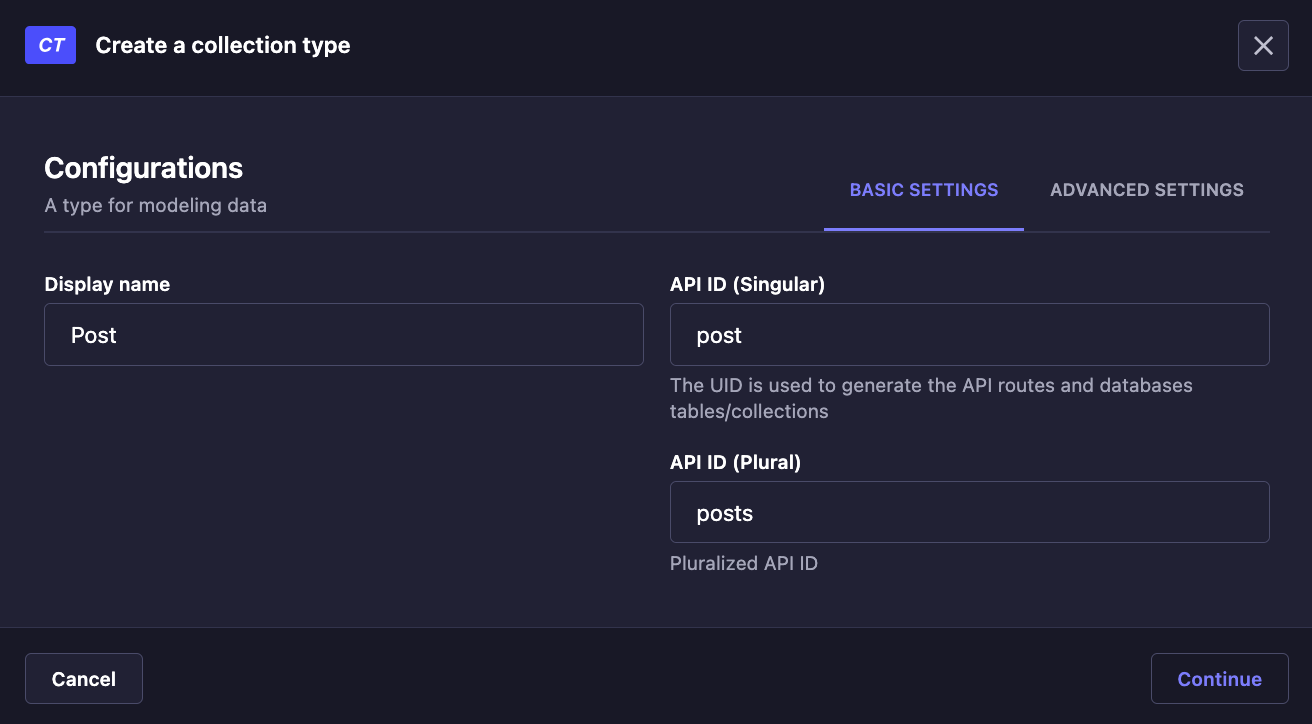 CT Create a collection type
Configurations
A type for modeling data
BASIC SETTINGS
ADVANCED SETTINGS
Display name
Post
API ID (Singular)
post
The UID is used to generate the API routes and databases
tables/collections
API ID (Plural)
posts
Pluralized API ID
Cancel
Continue